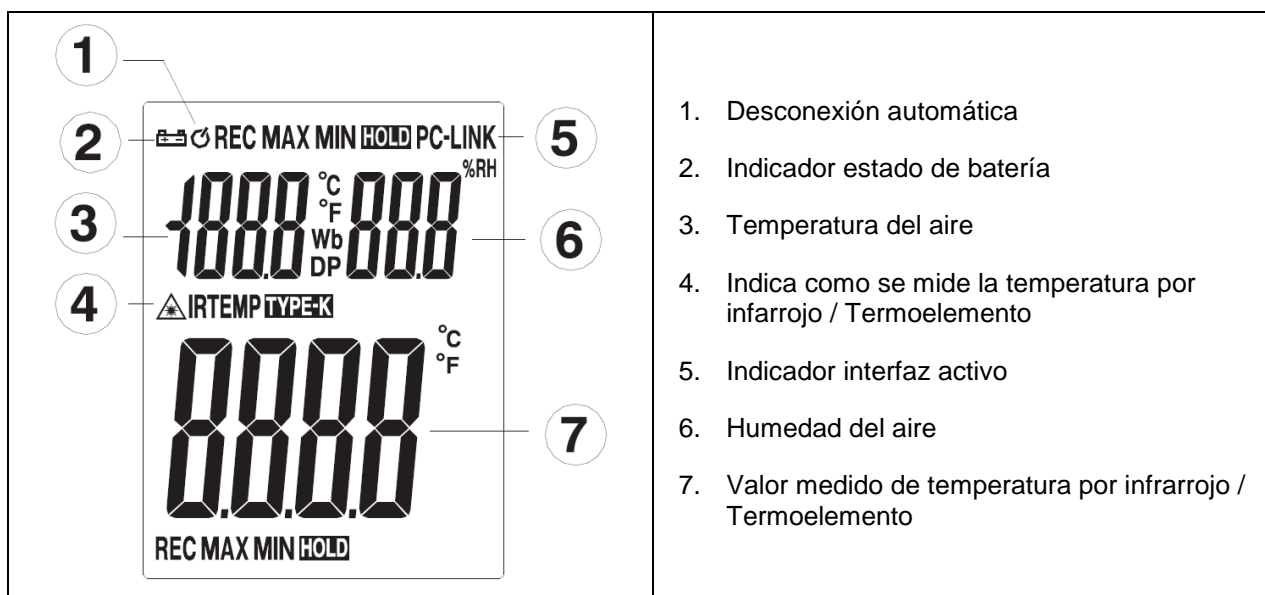 1
2
REC MAX MIN HOLD PC-LINK
5
%RH
3
-188.8
°C
°F
Wb
DP
88.8
6
4
IRTEMP TYPE-K
8.8.8.8
°C
°F
7
REC MAX MIN HOLD
1. Desconexión automática
2. Indicador estado de batería
3. Temperatura del aire
4. Indica como se mide la temperatura por
infarrojo / Termoelemento
5. Indicador interfaz activo
6. Humedad del aire
7. Valor medido de temperatura por infrarrojo /
Termoelemento